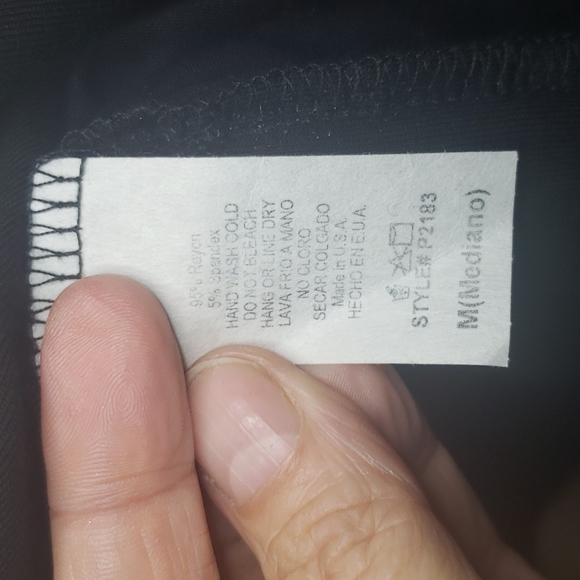 95% Rayon
5% Spandex
HAND WASH COLD
DO NOT BLEACH
HANG OR LINE DRY
LAVA FRIO A MANO
NO CLORO
SECAR COLGADO
Made in U.S.A.
HECHO EN E.U.A.
STYLE# P2183
M(Mediano)